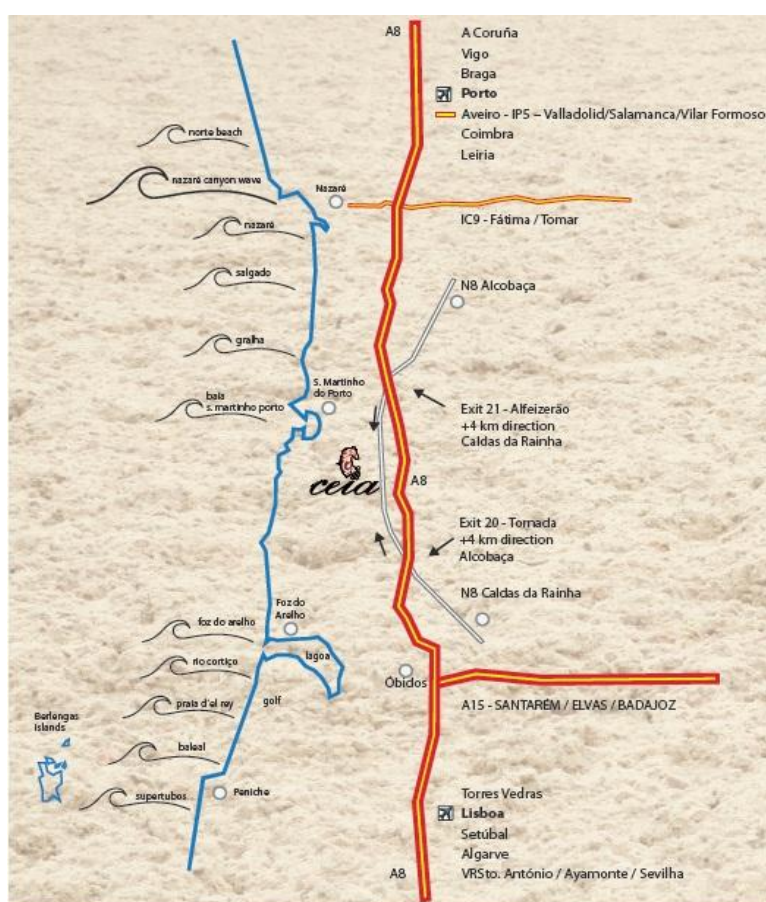 A8
A Coruña
Vigo
Braga
Porto
Aveiro - IP5 – Valladolid/Salamanca/Vilar Formoso
Coimbra
Leiria
norte beach
nazaré canyon wave
Nazaré
IC9 - Fátima / Tomar
nazaré
salgado
N8 Alcobaça
gralha
S. Martinho
do Porto
baia
s. martinho porto
Exit 21 - Alfeizerão
+4 km direction
Caldas da Rainha
ceia
A8
Exit 20 - Tornada
+4 km direction
Alcobaça
N8 Caldas da Rainha
Foz do
Arelho
foz do arelho
lagoa
rio cortiço
Óbidos
golf
praia d'el rey
A15 - SANTARÉM / ELVAS / BADAJOZ
Berlengas
Islands
baleal
Peniche
supertubos
Torres Vedras
Lisboa
Setúbal
Algarve
A8
VRSto. António / Ayamonte / Sevilha